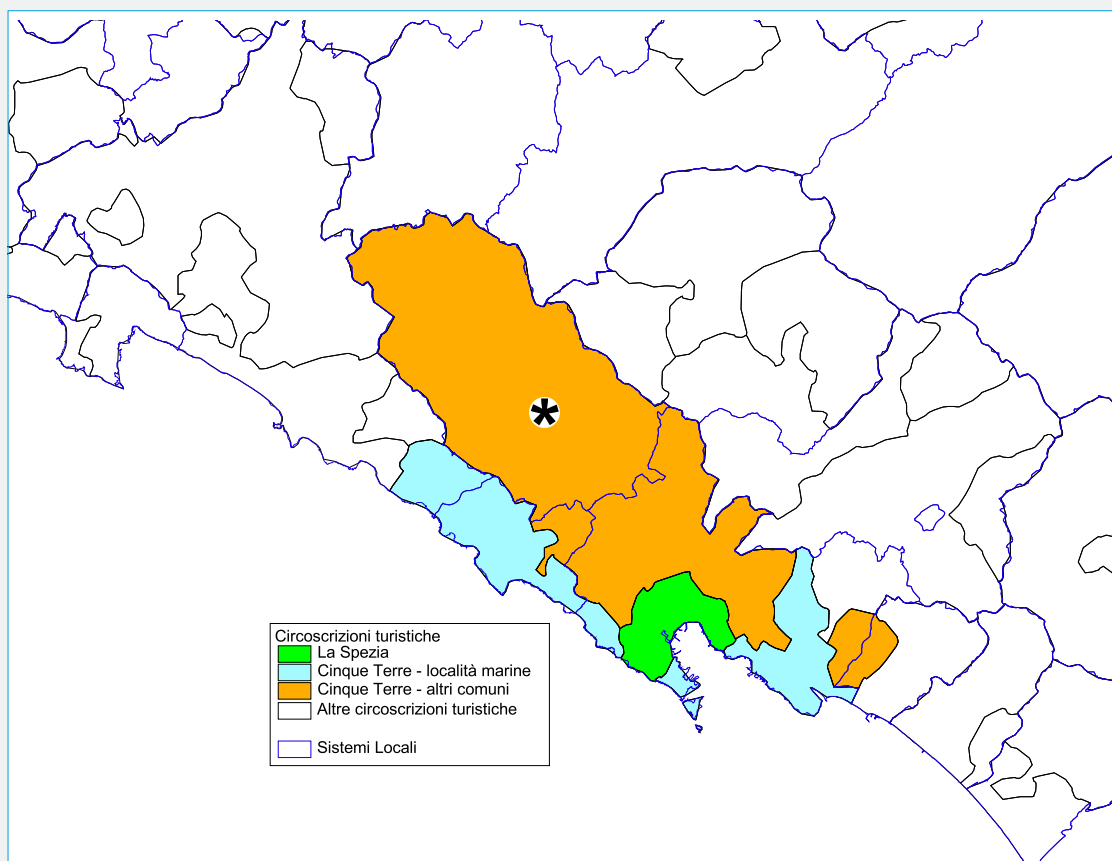 Circoscrizioni turistiche
La Spezia
Cinque Terre - località marine
Cinque Terre - altri comuni
Altre circoscrizioni turistiche
Sistemi Locali
*